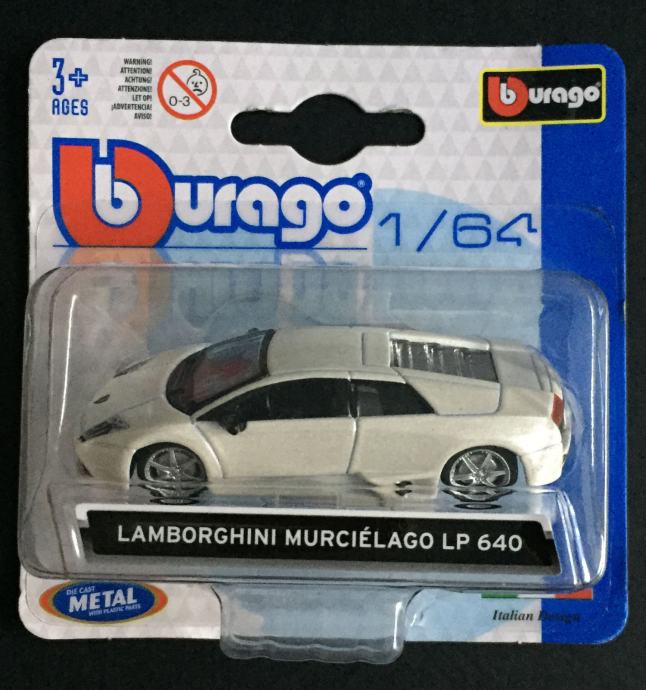 3+
AGES
WARNING!
ATTENTION!
ACHTUNG!
ATTENZIONE!
LET OP!
¡ADVERTENCIA!
AVISO!
0-3
burago
burago®
1/64
LAMBORGHINI MURCIÉLAGO LP 640
DIE CAST
METAL
WITH PLASTIC PARTS
Italian Design